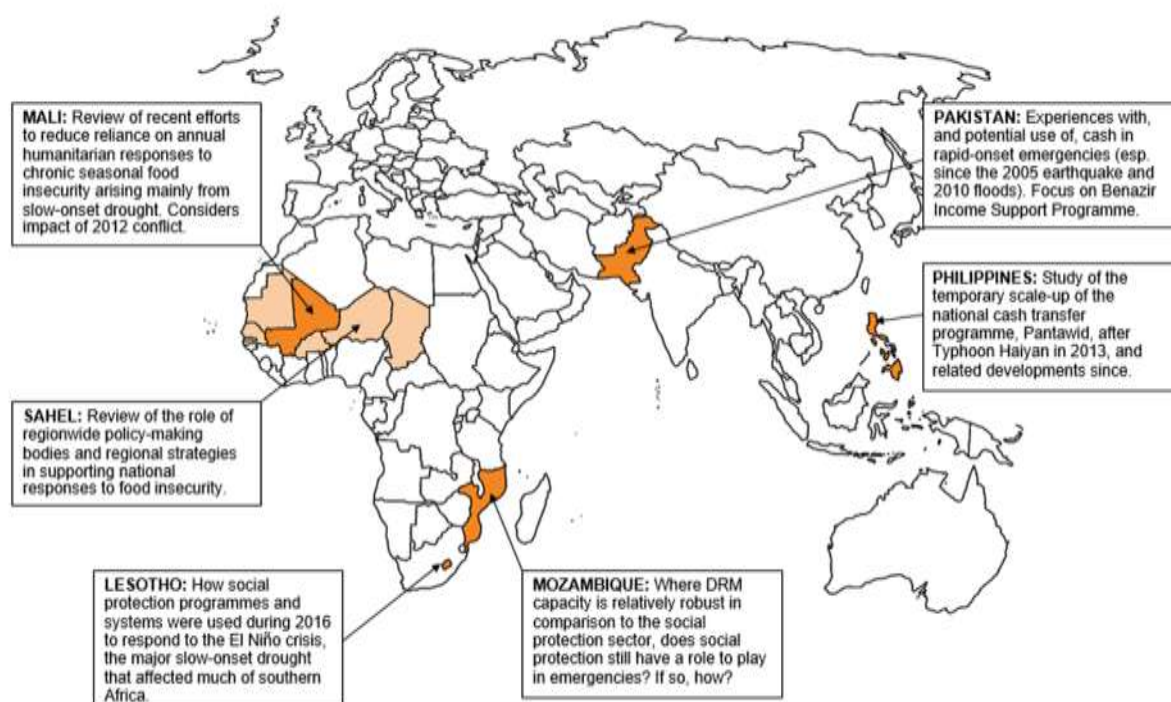 MALI: Review of recent efforts
to reduce reliance on annual
humanitarian responses to
chronic seasonal food
insecurity arising mainly from
slow-onset drought. Considers
impact of 2012 conflict.
PAKISTAN: Experiences with,
and potential use of, cash in
rapid-onset emergencies (esp.
since the 2005 earthquake and
2010 floods). Focus on Benazir
Income Support Programme.
PHILIPPINES: Study of the
temporary scale-up of the
national cash transfer
programme, Pantawid, after
Typhoon Haiyan in 2013, and
related developments since.
SAHEL: Review of the role of
regionwide policy-making
bodies and regional strategies
in supporting national
responses to food insecurity.
LESOTHO: How social
protection programmes and
systems were used during 2016
to respond to the El Niño crisis,
the major slow-onset drought
that affected much of southern
Africa.
MOZAMBIQUE: Where DRM
capacity is relatively robust in
comparison to the social
protection sector, does social
protection still have a role to play
in emergencies? If so, how?